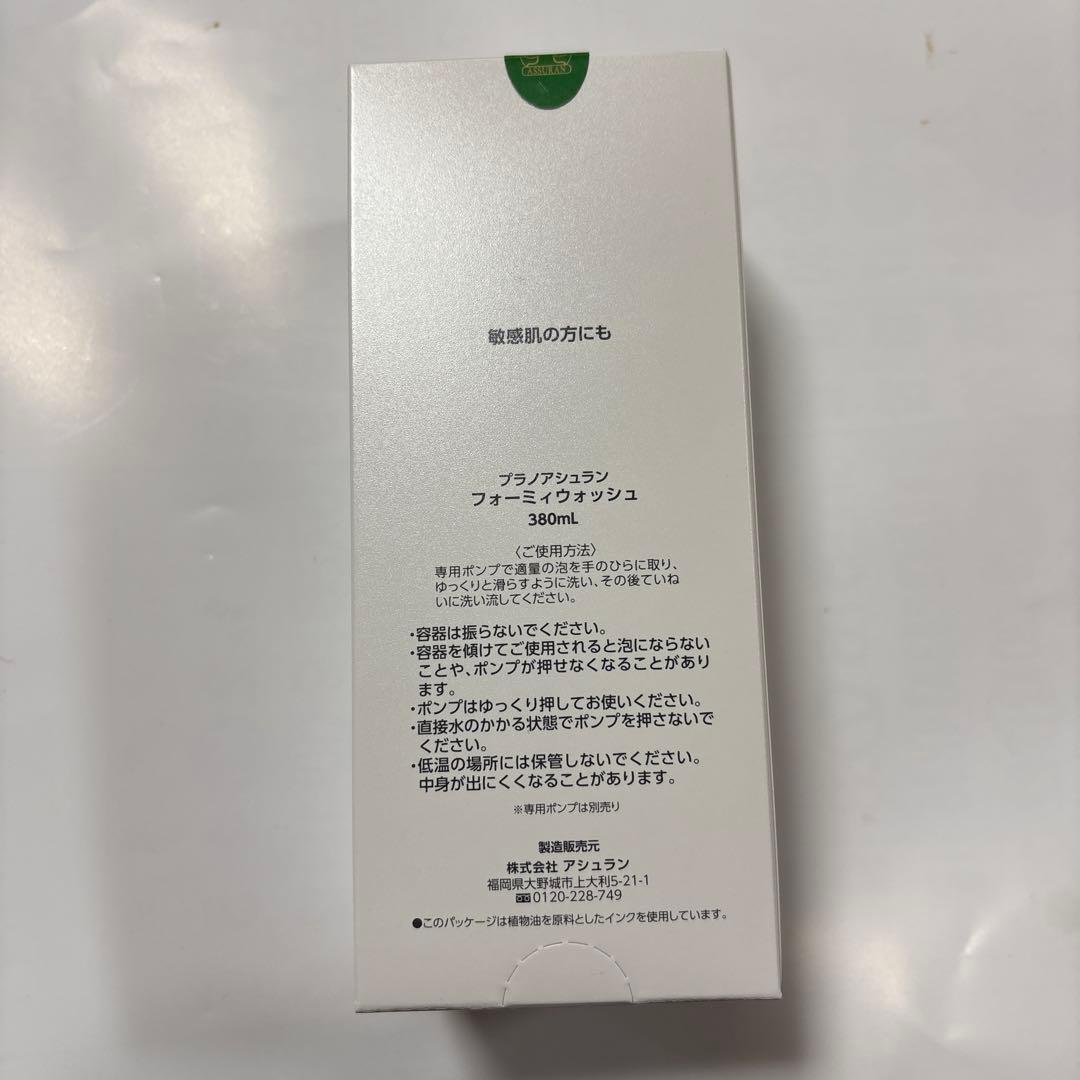 ASSURAN
敏感肌の方にも
プラノアシュラン
フォーミィウォッシュ
380mL
〈ご使用方法〉
専用ポンプで適量の泡を手のひらに取り、
ゆっくりと滑らすように洗い、その後ていね
いに洗い流してください。
・容器は振らないでください。
・容器を傾けてご使用されると泡にならない
ことや、ポンプが押せなくなることがあり
ます。
・ポンプはゆっくり押してお使いください。
・直接水のかかる状態でポンプを押さないで
ください。
・低温の場所には保管しないでください。
中身が出にくくなることがあります。
※専用ポンプは別売り
製造販売元
株式会社 アシュラン
福岡県大野城市上大利5-21-1
0120-228-749
●このパッケージは植物油を原料としたインクを使用しています。